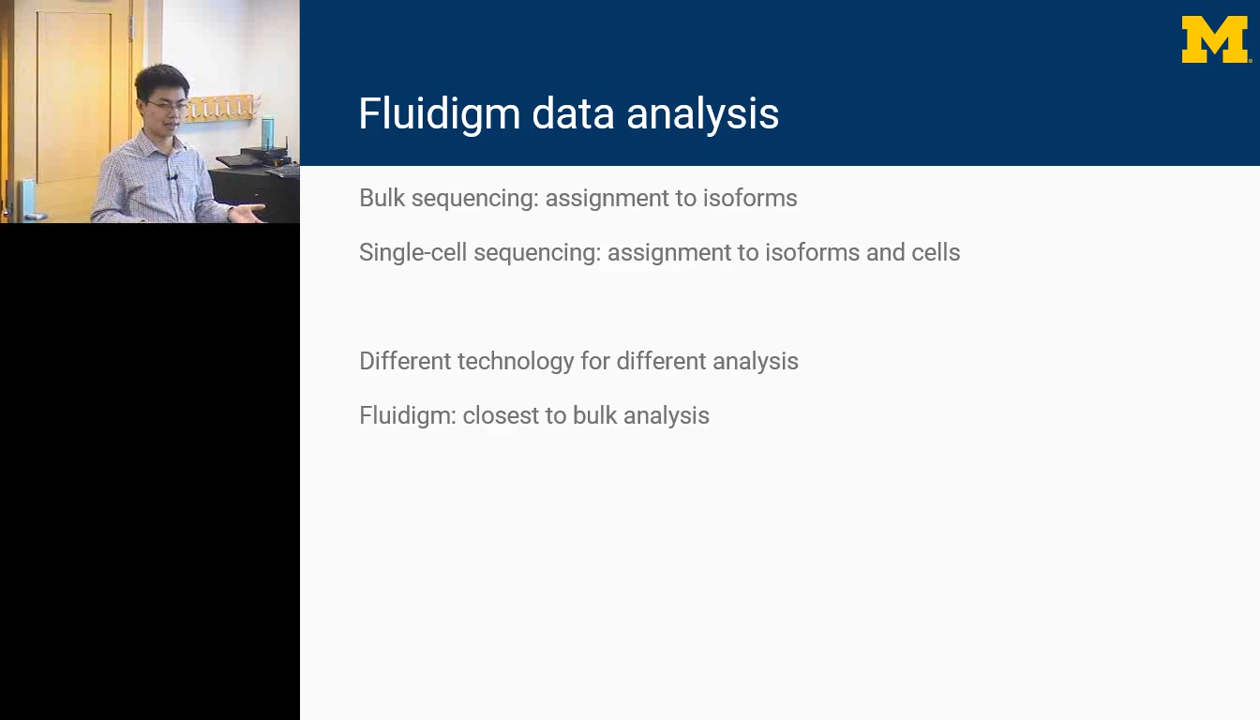 M
Fluidigm data analysis
Bulk sequencing: assignment to isoforms
Single-cell sequencing: assignment to isoforms and cells
Different technology for different analysis
Fluidigm: closest to bulk analysis